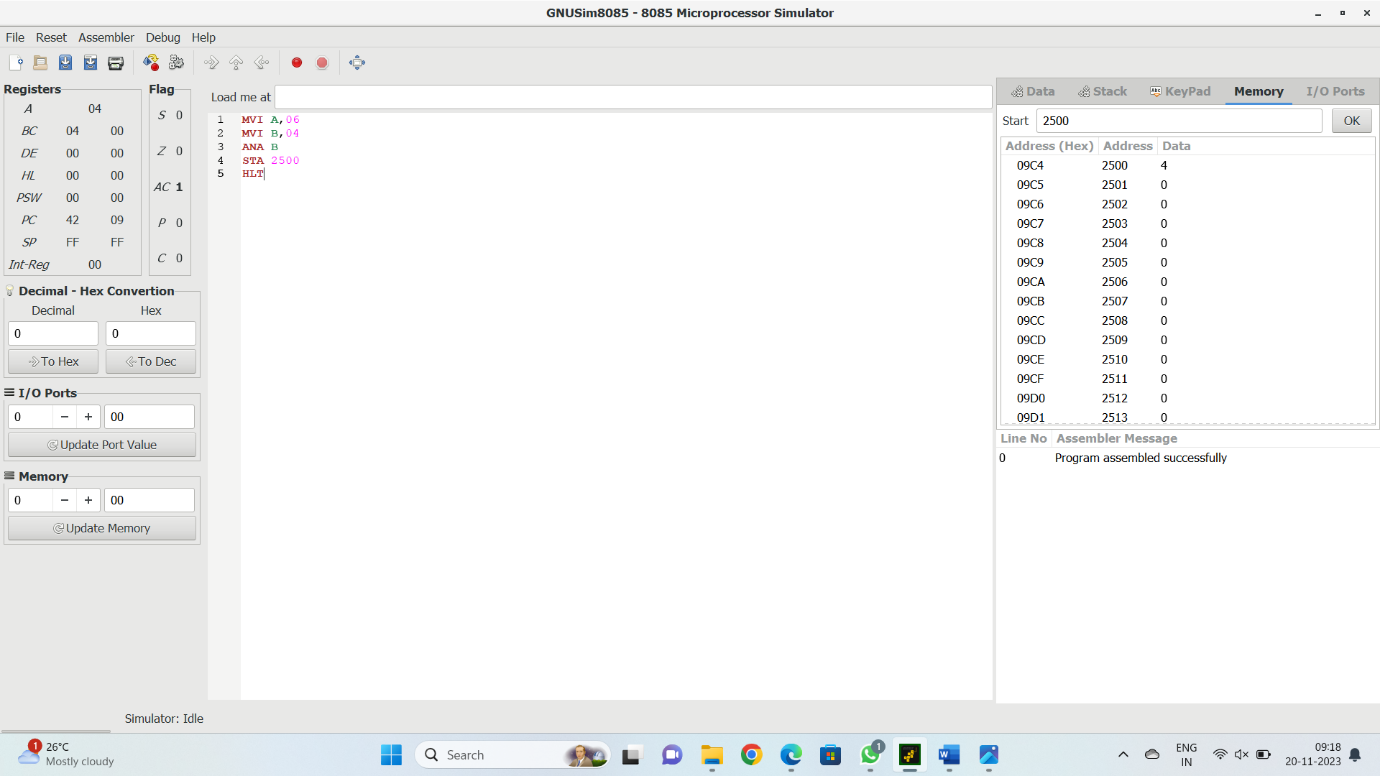 GNUSim8085 - 8085 Microprocessor Simulator
File Reset Assembler Debug Help
Registers
A 04
BC 04 00
DE 00 00
HL 00 00
PSW 00 00
PC 42 09
SP FF FF
Int-Reg 00
Flag
S 0
Z 0
AC 1
P 0
C 0
Decimal - Hex Convertion
Decimal Hex
0 0
To Hex To Dec
I/O Ports
0 − + 00
Update Port Value
Memory
0 − + 00
Update Memory
Load me at
1 MVI A,06
2 MVI B,04
3 ANA B
4 STA 2500
5 HLT
Data Stack KeyPad Memory I/O Ports
Start 2500 OK
Address (Hex) Address Data
09C4 2500 4
09C5 2501 0
09C6 2502 0
09C7 2503 0
09C8 2504 0
09C9 2505 0
09CA 2506 0
09CB 2507 0
09CC 2508 0
09CD 2509 0
09CE 2510 0
09CF 2511 0
09D0 2512 0
09D1 2513 0
Line No Assembler Message
0 Program assembled successfully
Simulator: Idle
1 26°C
Mostly cloudy
Search
1
ENG
IN
09:18
20-11-2023